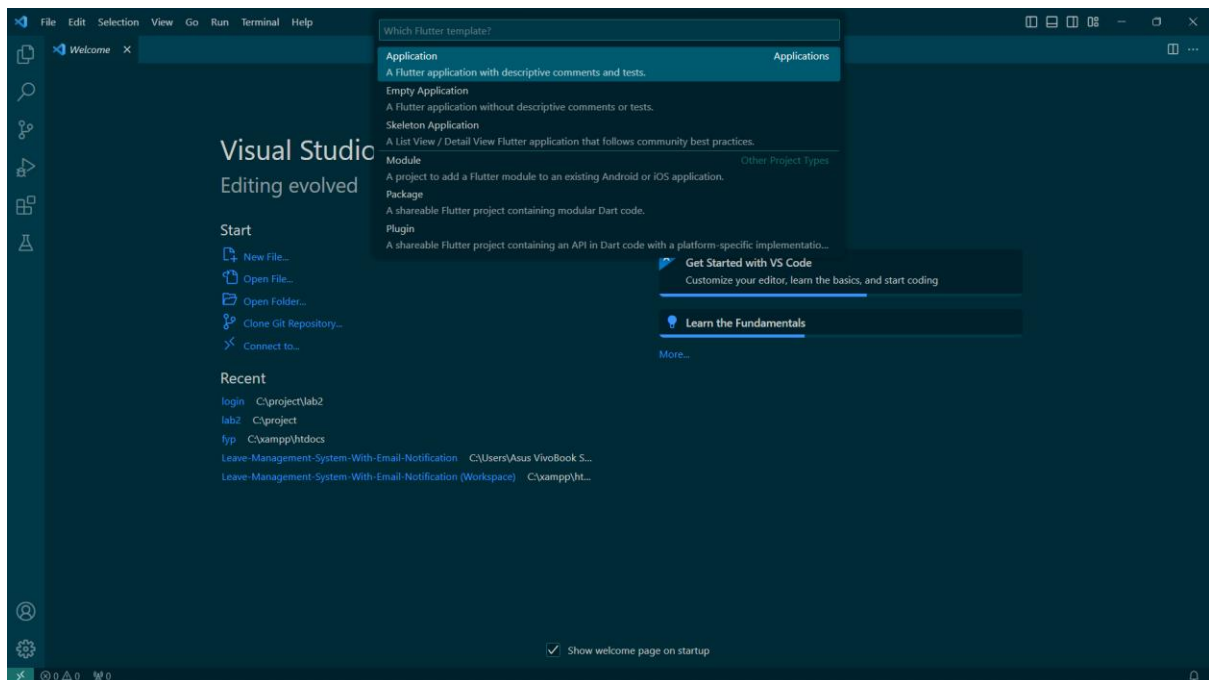 File Edit Selection View Go Run Terminal Help
Which Flutter template?
Welcome
Application Applications
A Flutter application with descriptive comments and tests.
Empty Application
A Flutter application without descriptive comments or tests.
Skeleton Application
A List View / Detail View Flutter application that follows community best practices.
Module Other Project Types
A project to add a Flutter module to an existing Android or iOS application.
Package
A shareable Flutter project containing modular Dart code.
Plugin
A shareable Flutter project containing an API in Dart code with a platform-specific implementatio...
Visual Studio
Editing evolved
Start
New File...
Open File...
Open Folder...
Clone Git Repository...
Connect to...
Recent
login C:\project\lab2
lab2 C:\project
fyp C:\xampp\htdocs
Leave-Management-System-With-Email-Notification C:\Users\Asus VivoBook S...
Leave-Management-System-With-Email-Notification (Workspace) C:\xampp\ht...
Get Started with VS Code
Customize your editor, learn the basics, and start coding
Learn the Fundamentals
More...
Show welcome page on startup
0 0 0